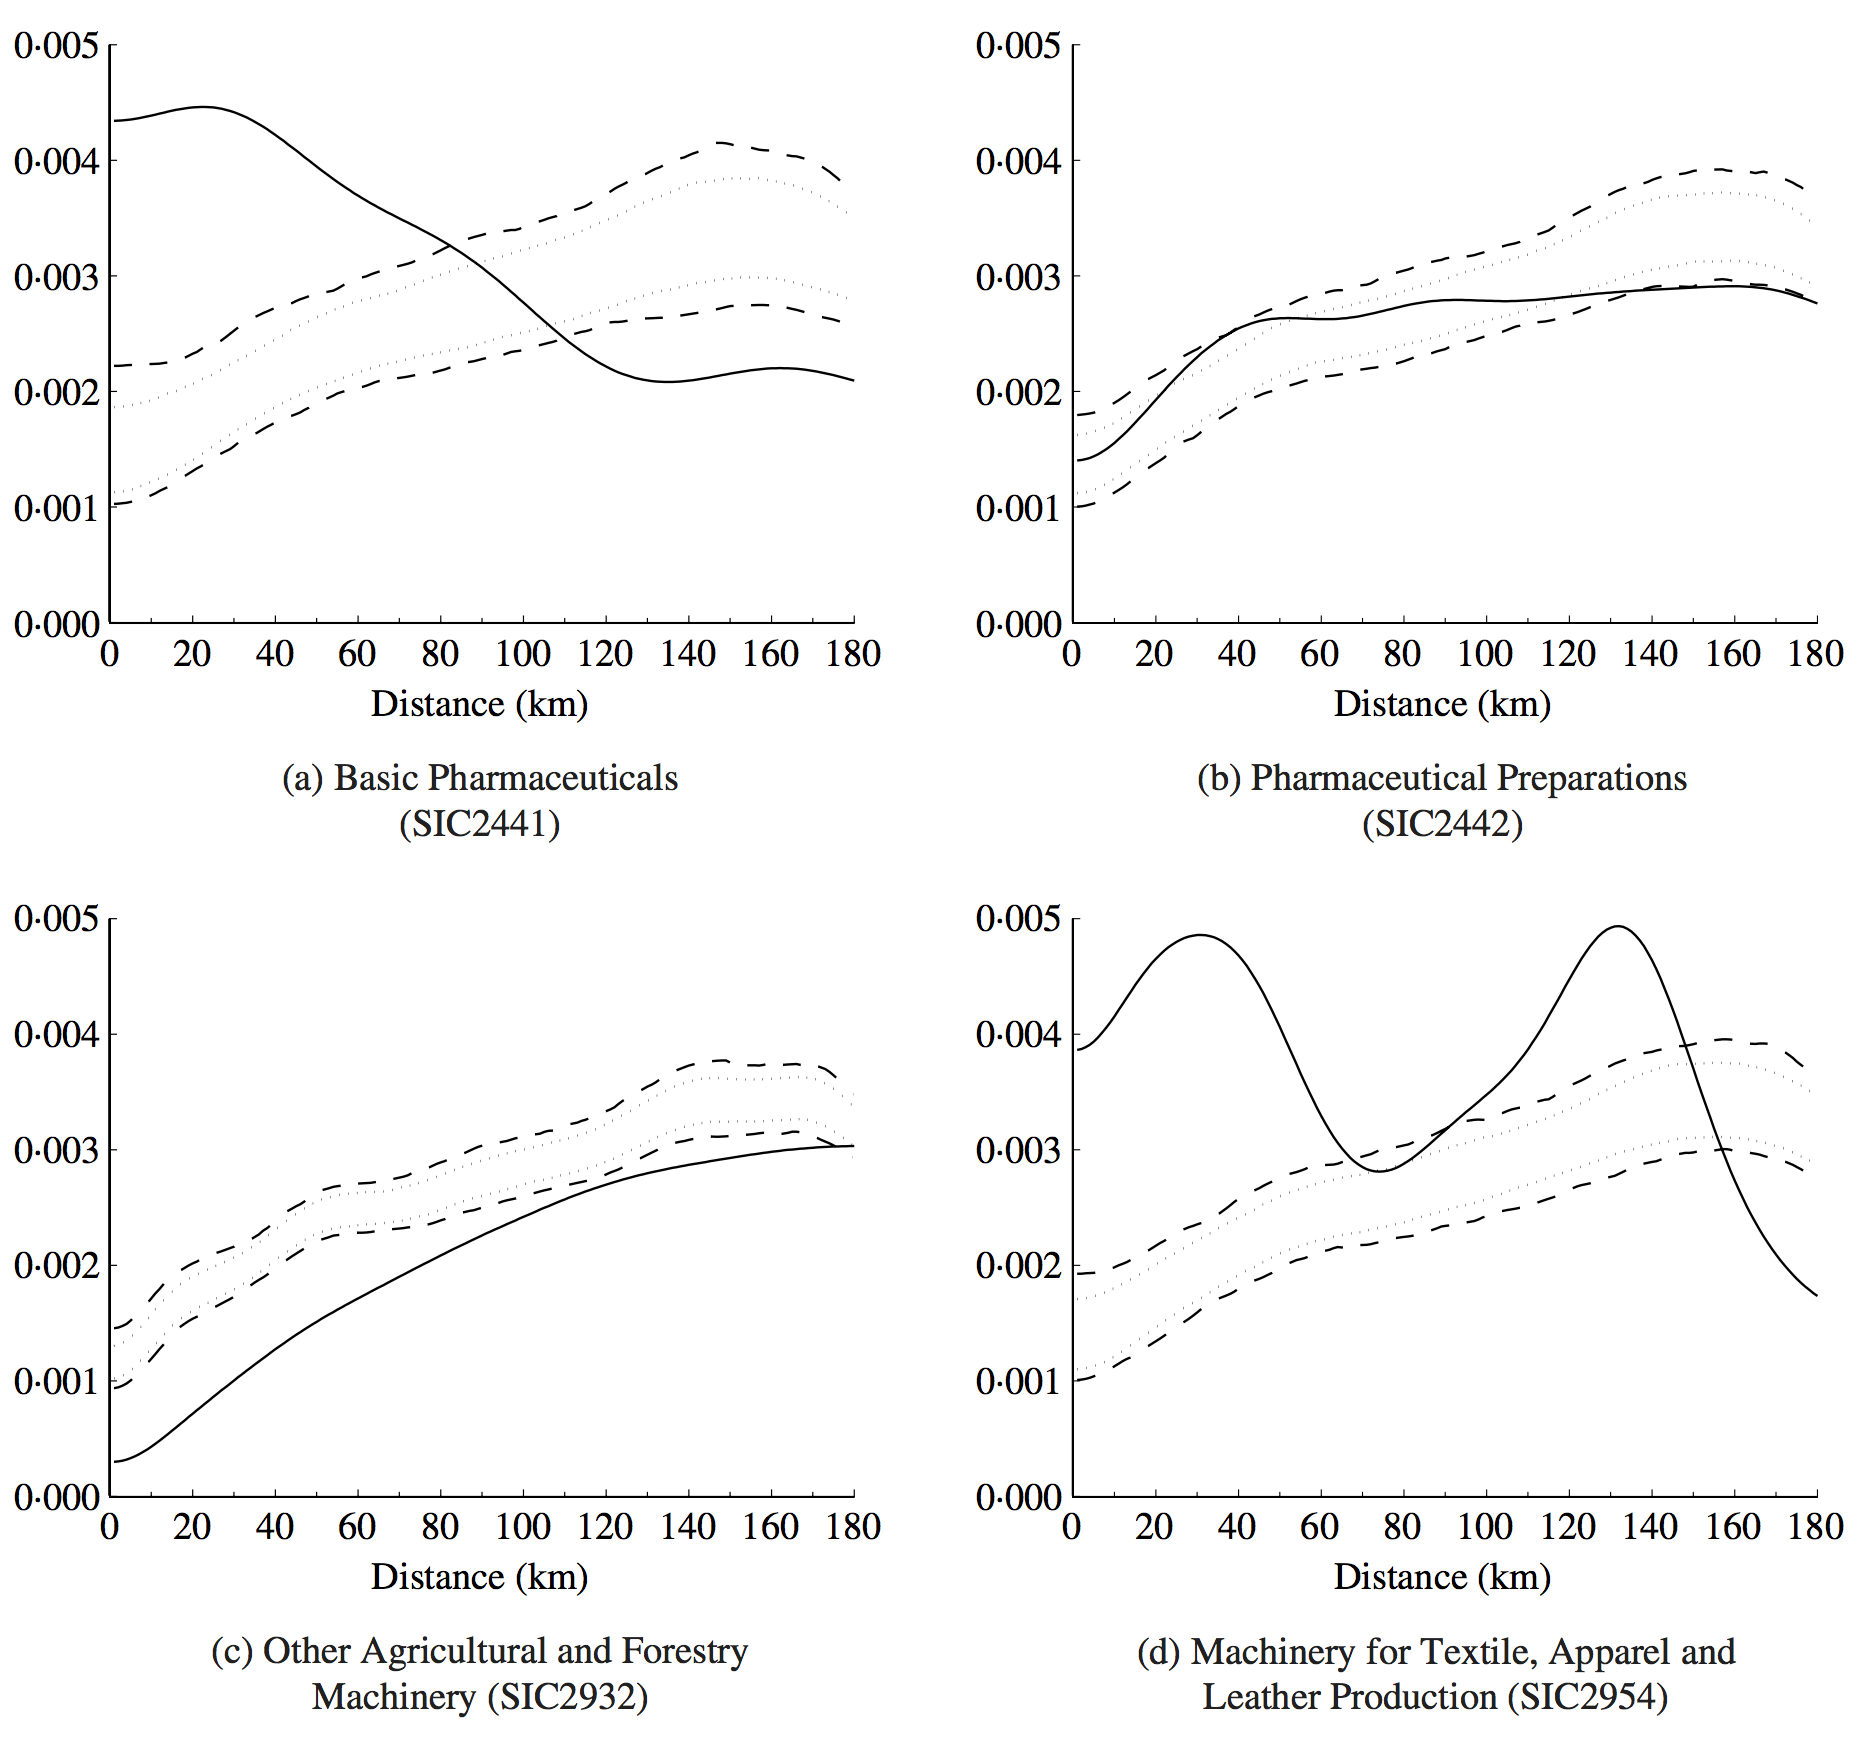 0·005
0·004
0·003
0·002
0·001
0·000
0 20 40 60 80 100 120 140 160 180
Distance (km)
(a) Basic Pharmaceuticals
(SIC2441)
0·005
0·004
0·003
0·002
0·001
0·000
0 20 40 60 80 100 120 140 160 180
Distance (km)
(b) Pharmaceutical Preparations
(SIC2442)
0·005
0·004
0·003
0·002
0·001
0·000
0 20 40 60 80 100 120 140 160 180
Distance (km)
(c) Other Agricultural and Forestry
Machinery (SIC2932)
0·005
0·004
0·003
0·002
0·001
0·000
0 20 40 60 80 100 120 140 160 180
Distance (km)
(d) Machinery for Textile, Apparel and
Leather Production (SIC2954)